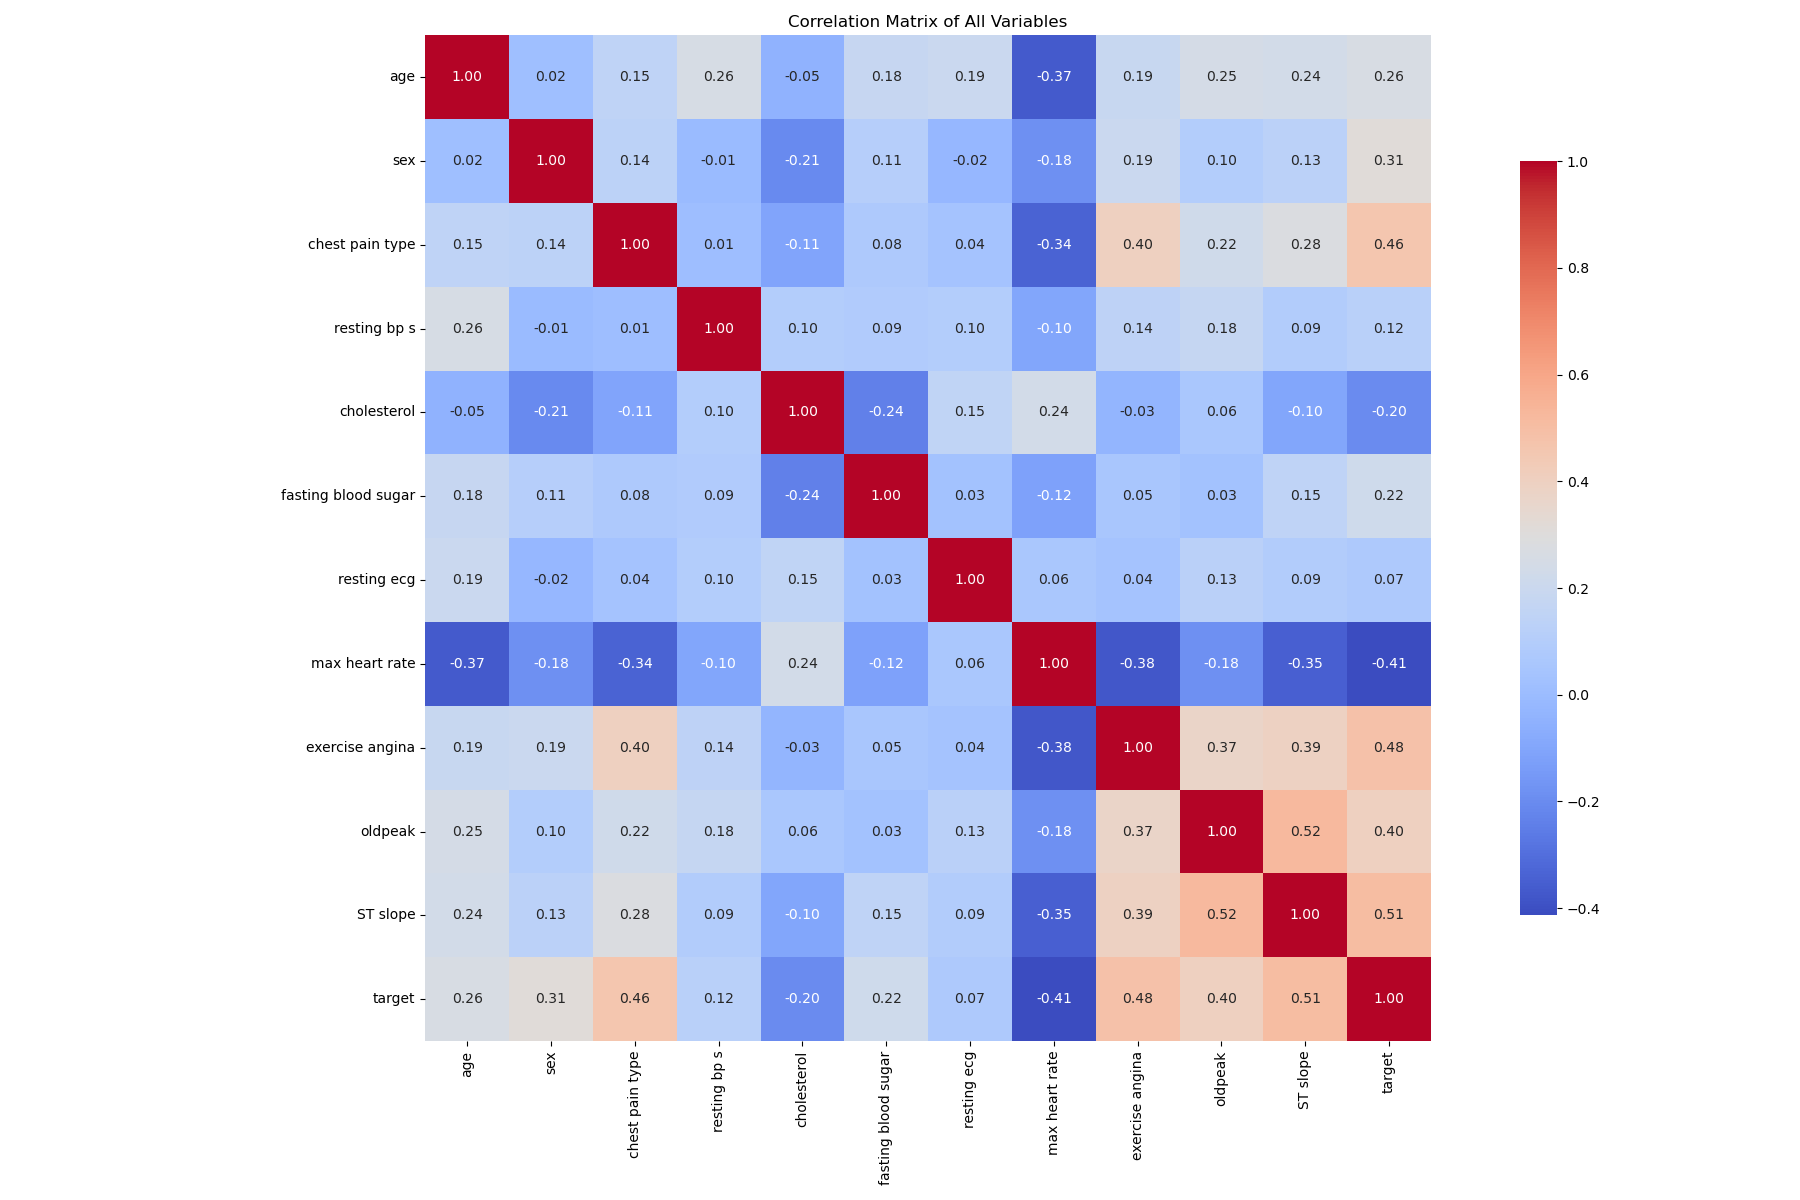 Correlation Matrix of All Variables
age 1.00 0.02 0.15 0.26 -0.05 0.18 0.19 -0.37 0.19 0.25 0.24 0.26
sex 0.02 1.00 0.14 -0.01 -0.21 0.11 -0.02 -0.18 0.19 0.10 0.13 0.31
chest pain type 0.15 0.14 1.00 0.01 -0.11 0.08 0.04 -0.34 0.40 0.22 0.28 0.46
resting bp s 0.26 -0.01 0.01 1.00 0.10 0.09 0.10 -0.10 0.14 0.18 0.09 0.12
cholesterol -0.05 -0.21 -0.11 0.10 1.00 -0.24 0.15 0.24 -0.03 0.06 -0.10 -0.20
fasting blood sugar 0.18 0.11 0.08 0.09 -0.24 1.00 0.03 -0.12 0.05 0.03 0.15 0.22
resting ecg 0.19 -0.02 0.04 0.10 0.15 0.03 1.00 0.06 0.04 0.13 0.09 0.07
max heart rate -0.37 -0.18 -0.34 -0.10 0.24 -0.12 0.06 1.00 -0.38 -0.18 -0.35 -0.41
exercise angina 0.19 0.19 0.40 0.14 -0.03 0.05 0.04 -0.38 1.00 0.37 0.39 0.48
oldpeak 0.25 0.10 0.22 0.18 0.06 0.03 0.13 -0.18 0.37 1.00 0.52 0.40
ST slope 0.24 0.13 0.28 0.09 -0.10 0.15 0.09 -0.35 0.39 0.52 1.00 0.51
target 0.26 0.31 0.46 0.12 -0.20 0.22 0.07 -0.41 0.48 0.40 0.51 1.00
age
sex
chest pain type
resting bp s
cholesterol
fasting blood sugar
resting ecg
max heart rate
exercise angina
oldpeak
ST slope
target
1.0
0.8
0.6
0.4
0.2
0.0
−0.2
−0.4